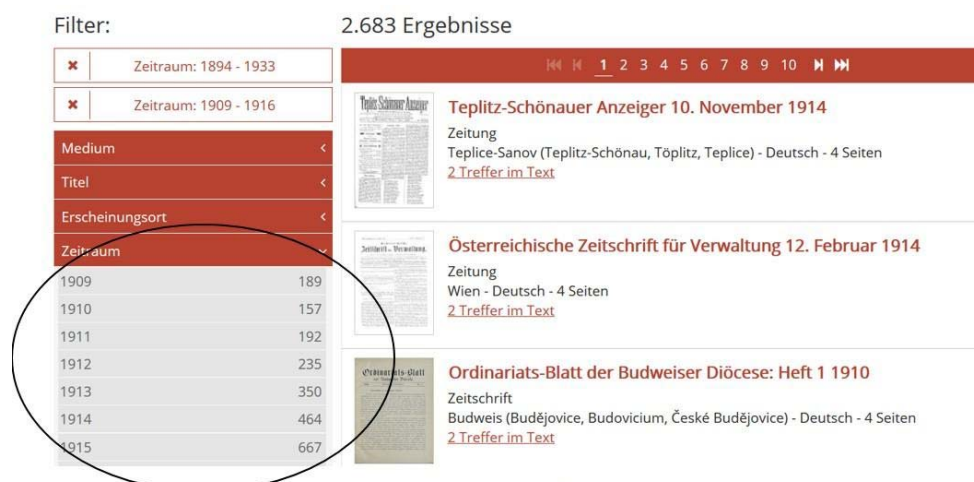 Filter:
Zeitraum: 1894 - 1933
Zeitraum: 1909 - 1916
Medium
Titel
Erscheinungsort
Zeitraum
1909 189
1910 157
1911 192
1912 235
1913 350
1914 464
1915 667
2.683 Ergebnisse
1 2 3 4 5 6 7 8 9 10
Teplitz-Schönauer Anzeiger
Teplitz-Schönauer Anzeiger 10. November 1914
Zeitung
Teplice-Sanov (Teplitz-Schönau, Töplitz, Teplice) - Deutsch - 4 Seiten
2 Treffer im Text
Österreichische Zeitschrift für Verwaltung 12. Februar 1914
Zeitung
Wien - Deutsch - 4 Seiten
2 Treffer im Text
Ordinariats-Blatt
Ordinariats-Blatt der Budweiser Diöcese: Heft 1 1910
Zeitschrift
Budweis (Budějovice, Budovicium, České Budějovice) - Deutsch - 4 Seiten
2 Treffer im Text